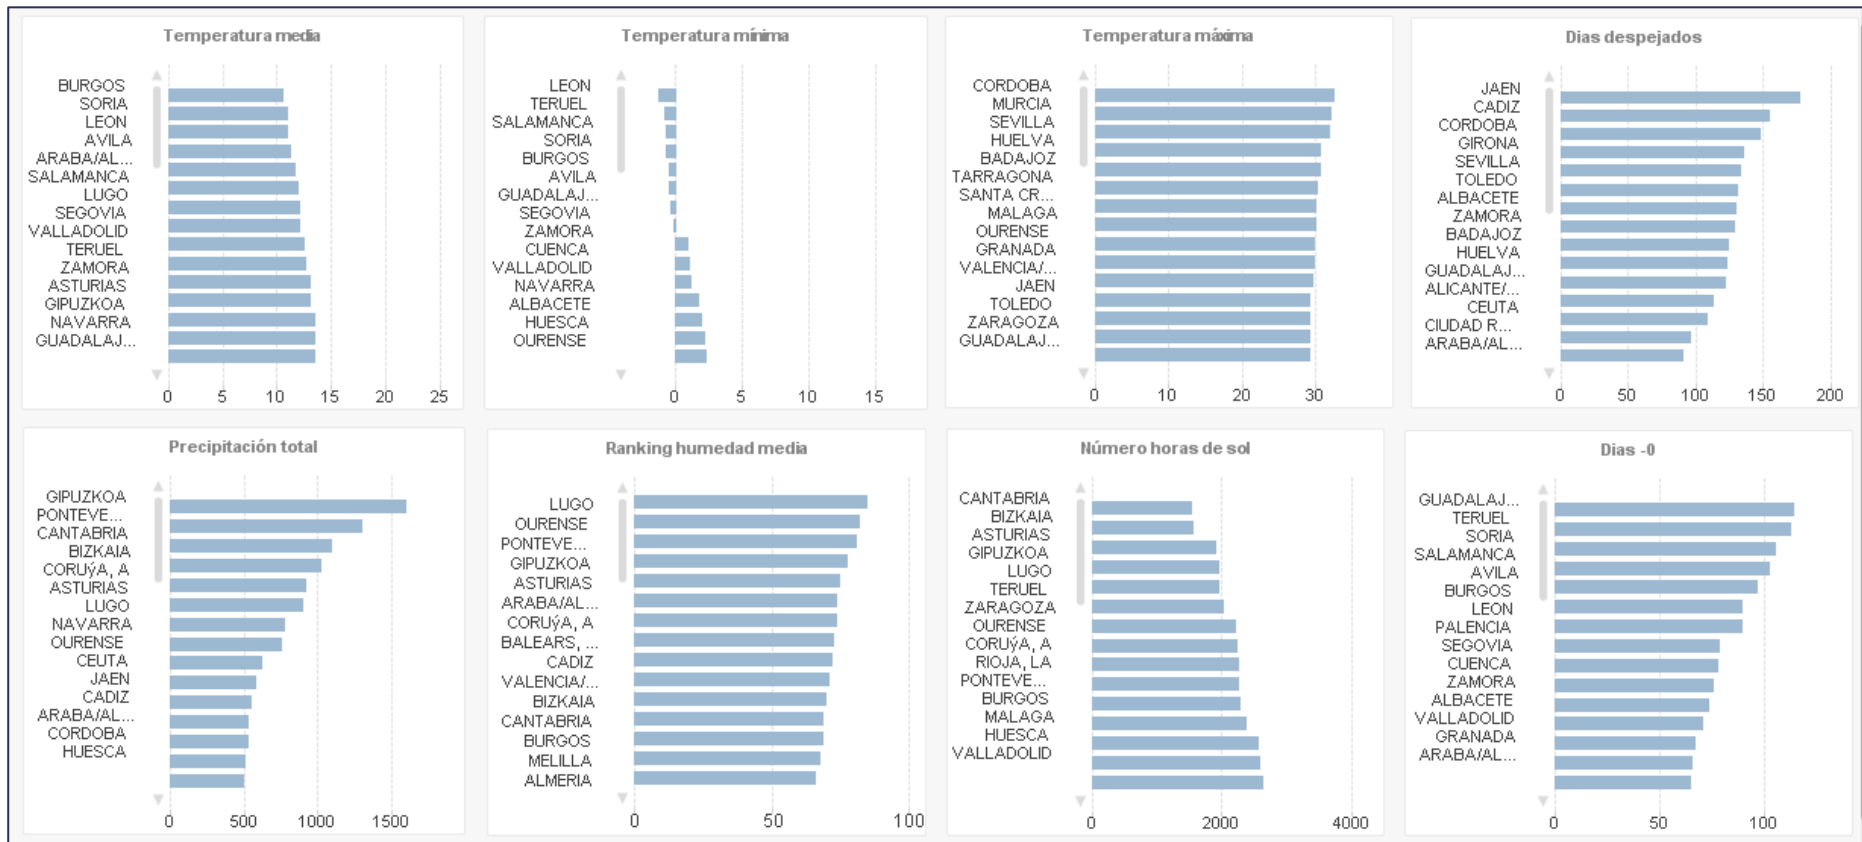 Temperatura media
BURGOS
SORIA
LEON
AVILA
ARABA/AL...
SALAMANCA
LUGO
SEGOVIA
VALLADOLID
TERUEL
ZAMORA
ASTURIAS
GIPUZKOA
NAVARRA
GUADALAJ...
0 5 10 15 20 25
Temperatura mínima
LEON
TERUEL
SALAMANCA
SORIA
BURGOS
AVILA
GUADALAJ...
SEGOVIA
ZAMORA
CUENCA
VALLADOLID
NAVARRA
ALBACETE
HUESCA
OURENSE
0 5 10 15
Temperatura máxima
CORDOBA
MURCIA
SEVILLA
HUELVA
BADAJOZ
TARRAGONA
SANTA CR...
MALAGA
OURENSE
GRANADA
VALENCIA/...
JAEN
TOLEDO
ZARAGOZA
GUADALAJ...
0 10 20 30
Dias despejados
JAEN
CADIZ
CORDOBA
GIRONA
SEVILLA
TOLEDO
ALBACETE
ZAMORA
BADAJOZ
HUELVA
GUADALAJ...
ALICANTE/...
CEUTA
CIUDAD R...
ARABA/AL...
0 50 100 150 200
Precipitación total
GIPUZKOA
PONTEVE...
CANTABRIA
BIZKAIA
CORUýA, A
ASTURIAS
LUGO
NAVARRA
OURENSE
CEUTA
JAEN
CADIZ
ARABA/AL...
CORDOBA
HUESCA
0 500 1000 1500
Ranking humedad media
LUGO
OURENSE
PONTEVE...
GIPUZKOA
ASTURIAS
ARABA/AL...
CORUýA, A
BALEARS, ...
CADIZ
VALENCIA/...
BIZKAIA
CANTABRIA
BURGOS
MELILLA
ALMERIA
0 50 100
Número horas de sol
CANTABRIA
BIZKAIA
ASTURIAS
GIPUZKOA
LUGO
TERUEL
ZARAGOZA
OURENSE
CORUýA, A
RIOJA, LA
PONTEVE...
BURGOS
MALAGA
HUESCA
VALLADOLID
0 2000 4000
Dias -0
GUADALAJ...
TERUEL
SORIA
SALAMANCA
AVILA
BURGOS
LEON
PALENCIA
SEGOVIA
CUENCA
ZAMORA
ALBACETE
VALLADOLID
GRANADA
ARABA/AL...
0 50 100